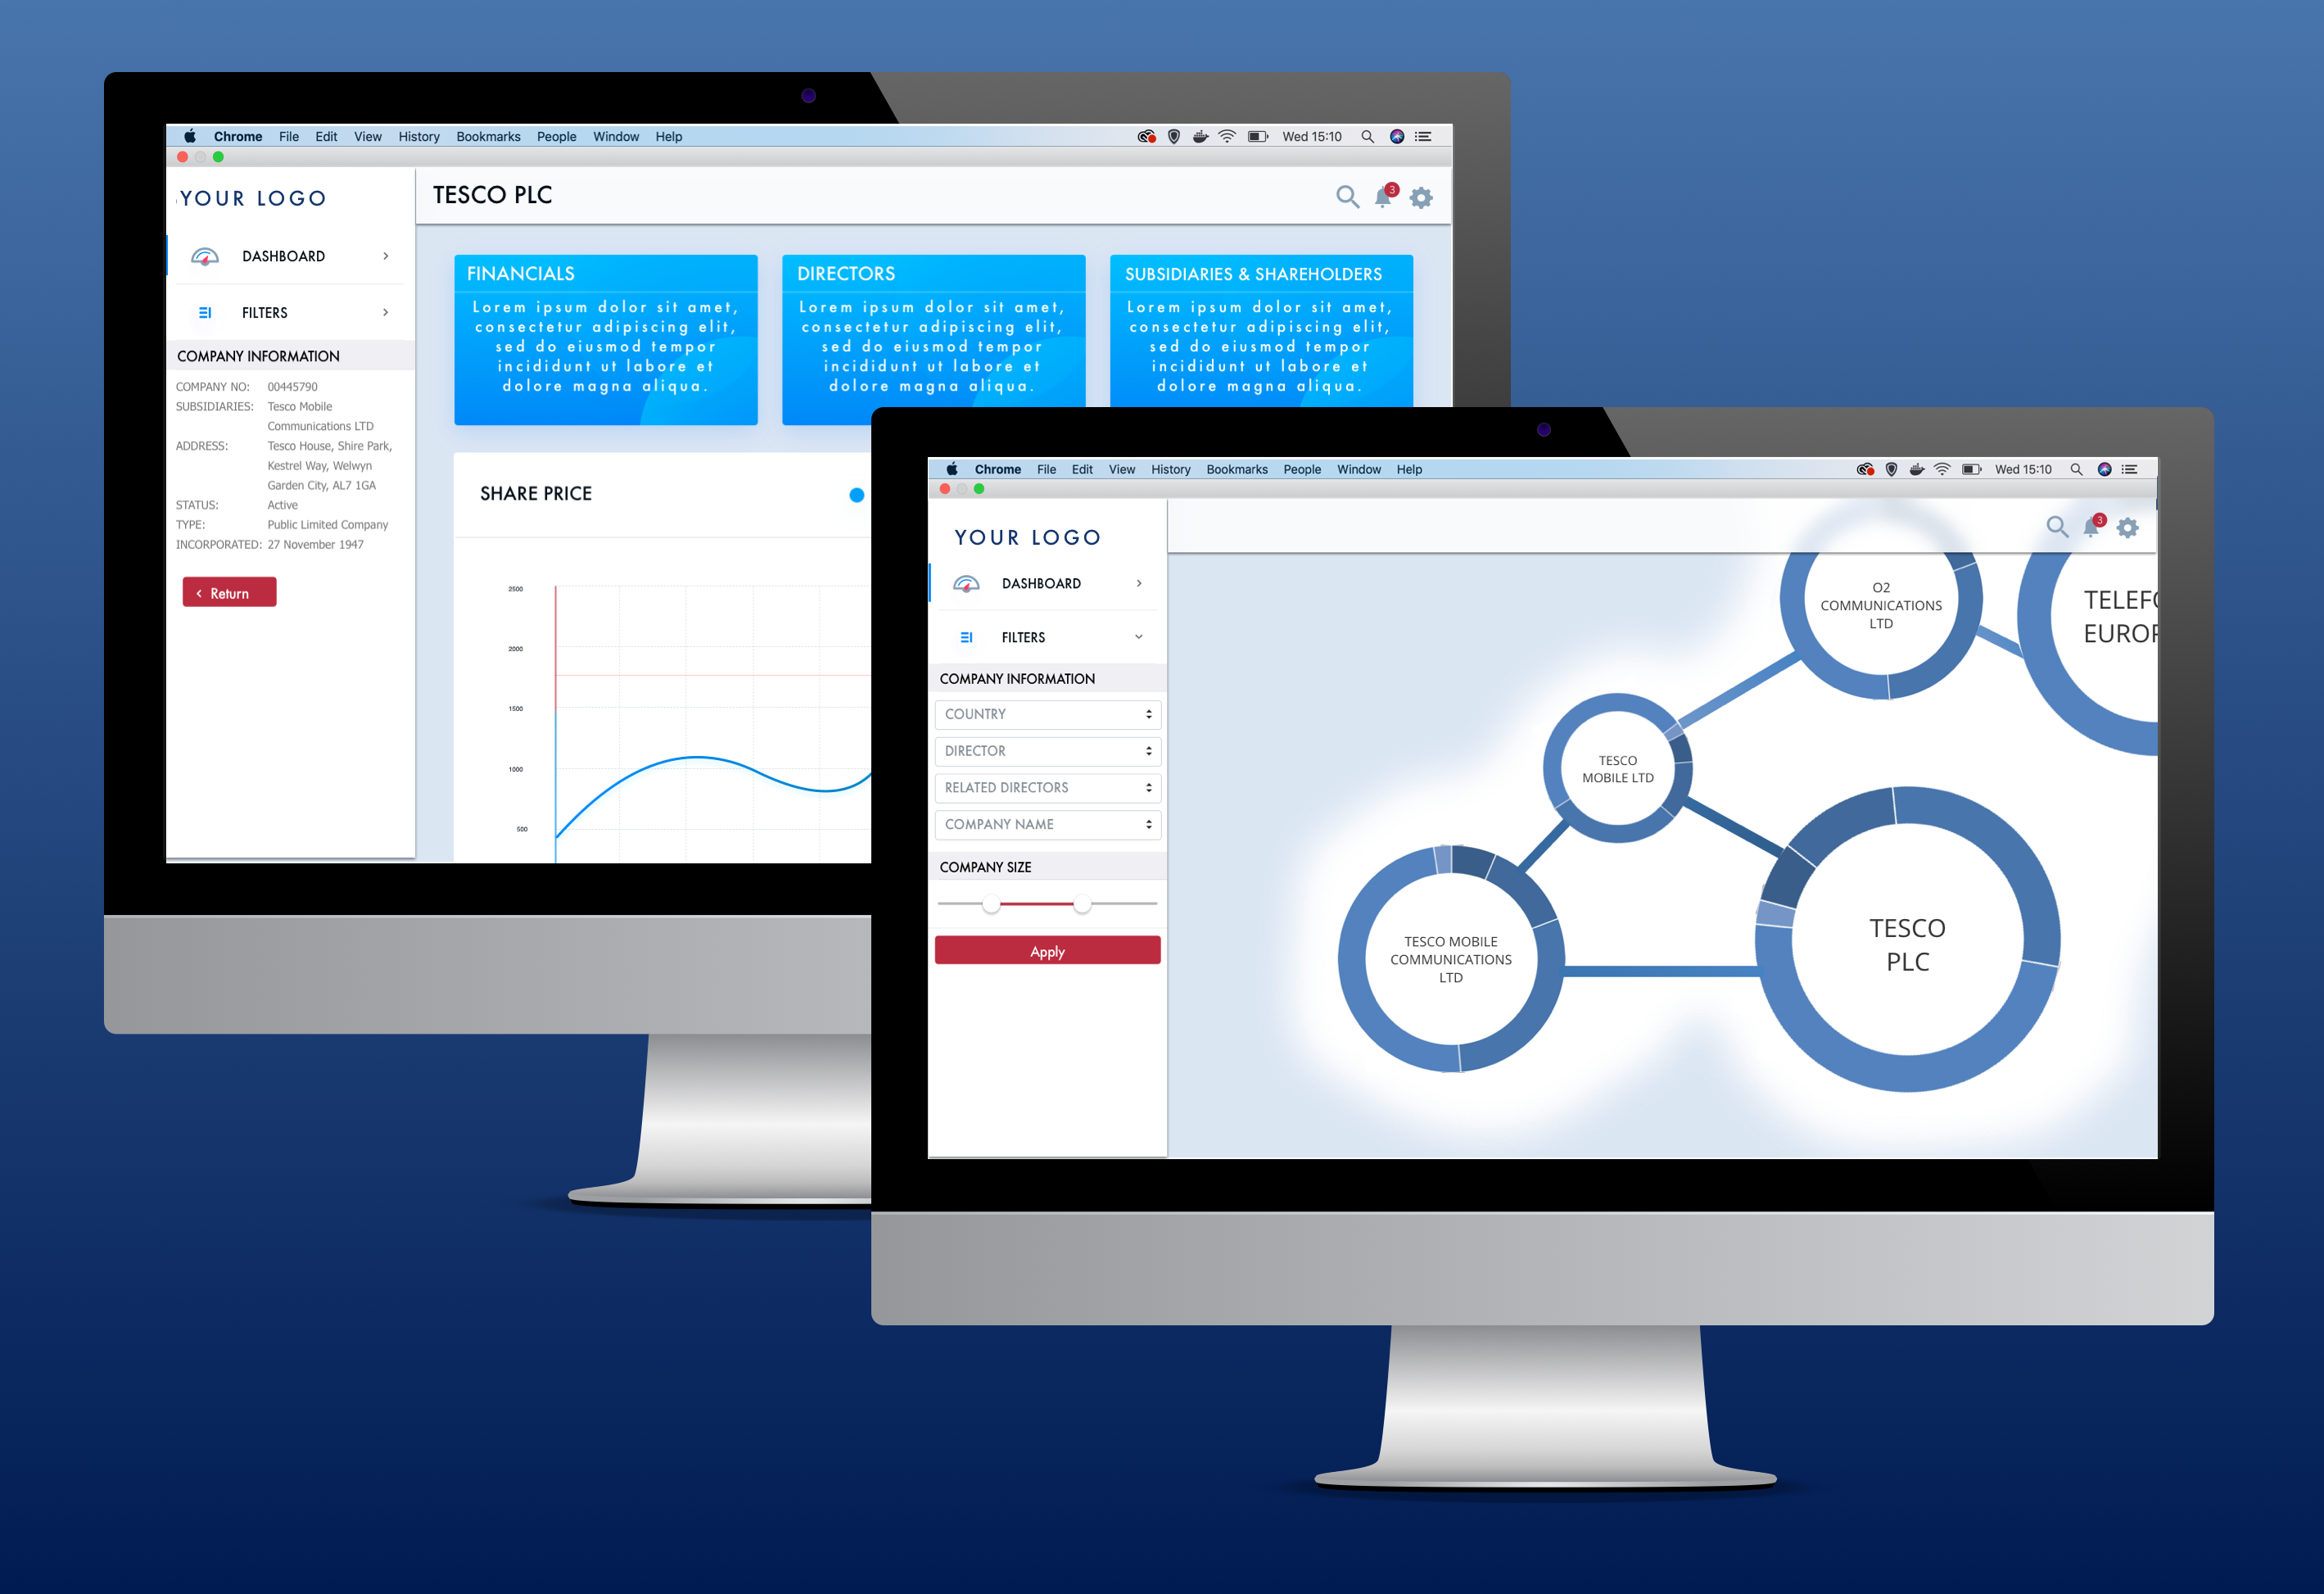 Chrome File Edit View History Bookmarks People Window Help Wed 15:10
YOUR LOGO
DASHBOARD
FILTERS
COMPANY INFORMATION
COMPANY NO: 00445790
SUBSIDIARIES: Tesco Mobile
Communications LTD
ADDRESS: Tesco House, Shire Park,
Kestrel Way, Welwyn
Garden City, AL7 1GA
STATUS: Active
TYPE: Public Limited Company
INCORPORATED: 27 November 1947
< Return
TESCO PLC
3
FINANCIALS
Lorem ipsum dolor sit amet,
consectetur adipiscing elit,
sed do eiusmod tempor
incididunt ut labore et
dolore magna aliqua.
DIRECTORS
Lorem ipsum dolor sit amet,
consectetur adipiscing elit,
sed do eiusmod tempor
incididunt ut labore et
dolore magna aliqua.
SUBSIDIARIES & SHAREHOLDERS
Lorem ipsum dolor sit amet,
consectetur adipiscing elit,
sed do eiusmod tempor
incididunt ut labore et
dolore magna aliqua.
SHARE PRICE
2500
2000
1500
1000
500
Chrome File Edit View History Bookmarks People Window Help Wed 15:10
YOUR LOGO
DASHBOARD
FILTERS
COMPANY INFORMATION
COUNTRY
DIRECTOR
RELATED DIRECTORS
COMPANY NAME
COMPANY SIZE
Apply
3
O2
COMMUNICATIONS
LTD
TELEFO
EUROP
TESCO
MOBILE LTD
TESCO MOBILE
COMMUNICATIONS
LTD
TESCO
PLC